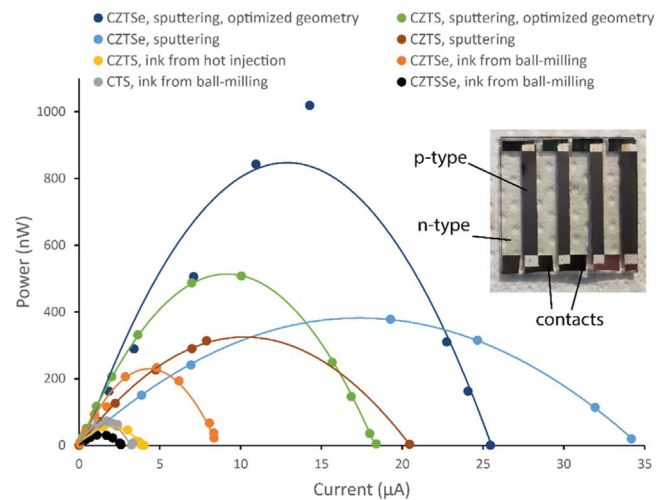 CZTSe, sputtering, optimized geometry
CZTS, sputtering, optimized geometry
CZTSe, sputtering
CZTS, sputtering
CZTS, ink from hot injection
CZTSe, ink from ball-milling
CTS, ink from ball-milling
CZTSSe, ink from ball-milling
1000
800
600
400
200
0
Power (nW)
0 5 10 15 20 25 30 35
Current (μA)
p-type
n-type
contacts